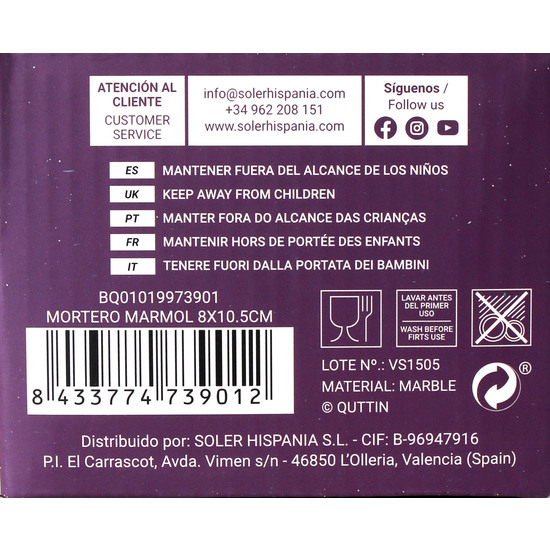 ATENCIÓN AL
CLIENTE
CUSTOMER
SERVICE
info@solerhispania.com
+34 962 208 151
www.solerhispania.com
Síguenos /
Follow us
ES MANTENER FUERA DEL ALCANCE DE LOS NIÑOS
UK KEEP AWAY FROM CHILDREN
PT MANTER FORA DO ALCANCE DAS CRIANÇAS
FR MANTENIR HORS DE PORTÉE DES ENFANTS
IT TENERE FUORI DALLA PORTATA DEI BAMBINI
BQ01019973901
MORTERO MARMOL 8X10.5CM
8 433774 739012
LAVAR ANTES
DEL PRIMER
USO
WASH BEFORE
FIRTS USE
LOTE Nº.: VS1505
MATERIAL: MARBLE
© QUTTIN
®
Distribuido por: SOLER HISPANIA S.L. - CIF: B-96947916
P.I. El Carrascot, Avda. Vimen s/n - 46850 L'Olleria, Valencia (Spain)